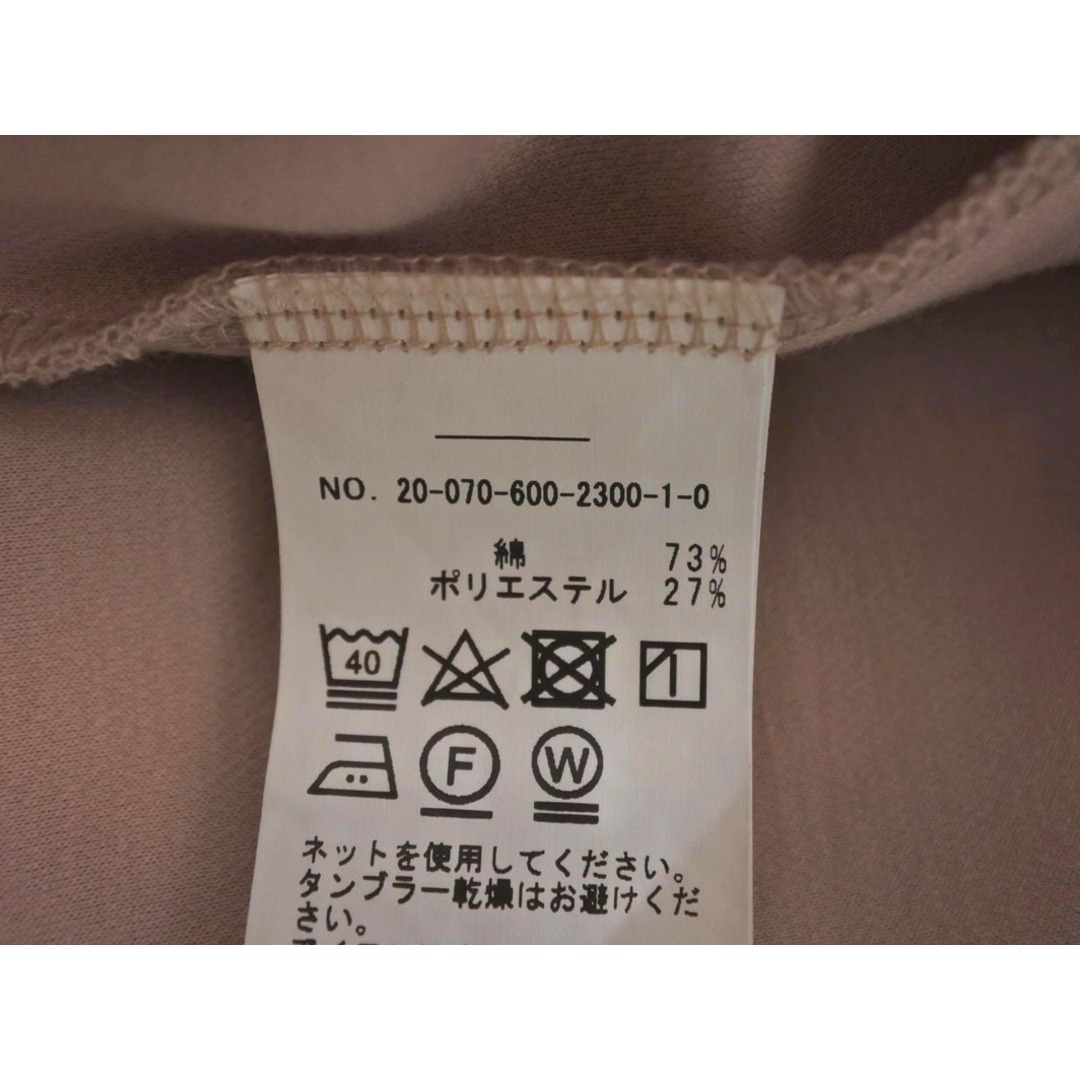 NO. 20-070-600-2300-1-0
綿 73%
ポリエステル 27%
40
F W
ネットを使用してください。
タンブラー乾燥はお避けくだ
さい。